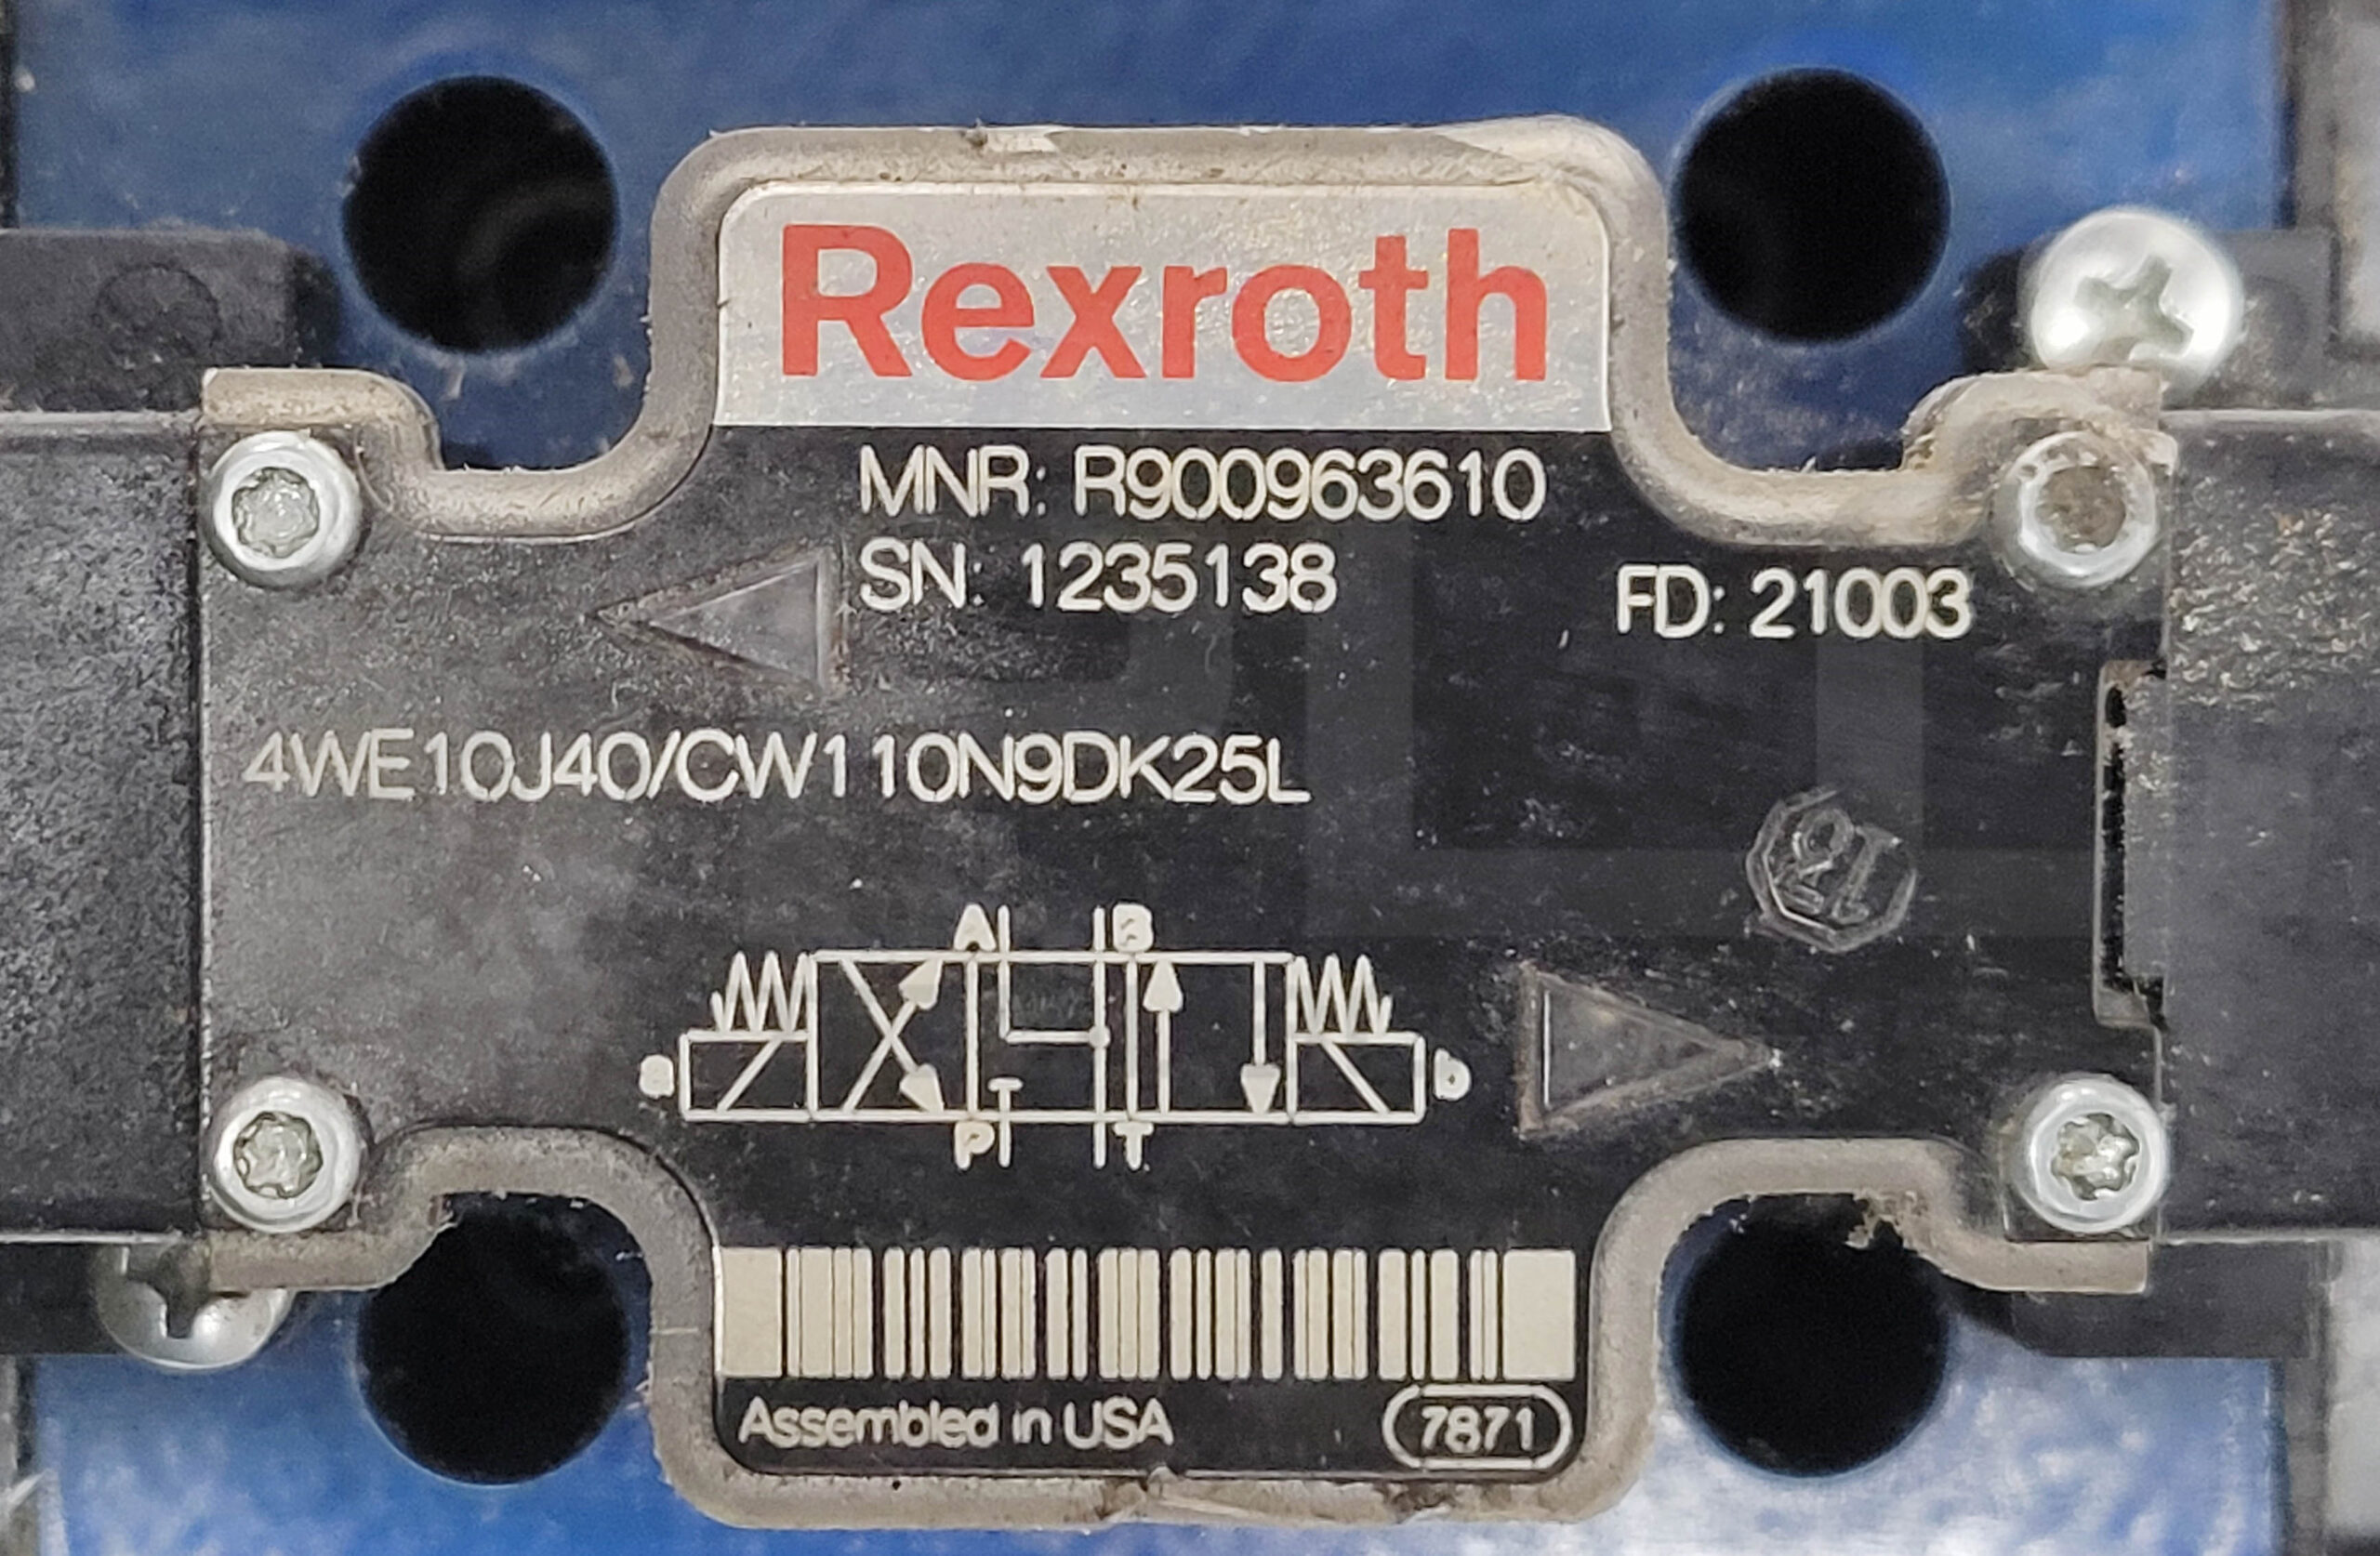 Rexroth
MNR: R900963610
SN: 1235138
FD: 21003
4WE10J40/CW110N9DK25L
A B
a b
P T
Assembled in USA
7871